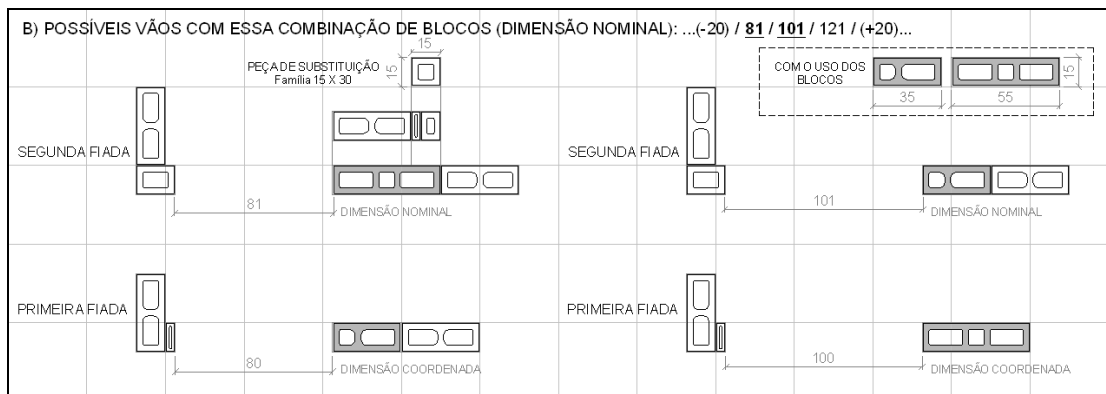 B) POSSÍVEIS VÃOS COM ESSA COMBINAÇÃO DE BLOCOS (DIMENSÃO NOMINAL): ...(-20) / 81 / 101 / 121 / (+20)...
15
PEÇA DE SUBSTITUIÇÃO
Família 15 X 30
15
COM O USO DOS
BLOCOS
35
55
15
SEGUNDA FIADA
81
DIMENSÃO NOMINAL
SEGUNDA FIADA
101
DIMENSÃO NOMINAL
PRIMEIRA FIADA
80
DIMENSÃO COORDENADA
PRIMEIRA FIADA
100
DIMENSÃO COORDENADA